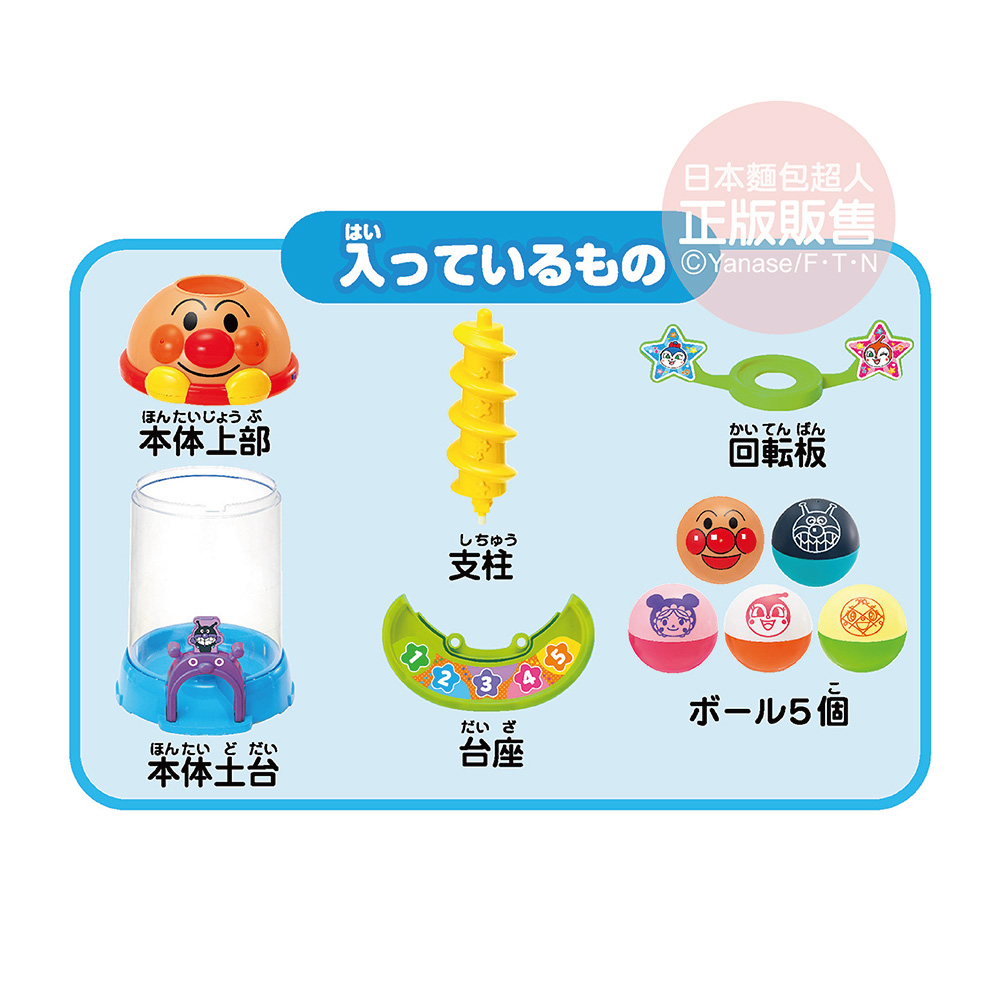 日本麵包超人
正版販售
©Yanase/F・T・N
はい
入っているもの
ほんたいじょうぶ
本体上部
しちゅう
支柱
かいてんばん
回転板
ほんたいどだい
本体土台
1 2 3 4 5
だいざ
台座
こ
ボール5個